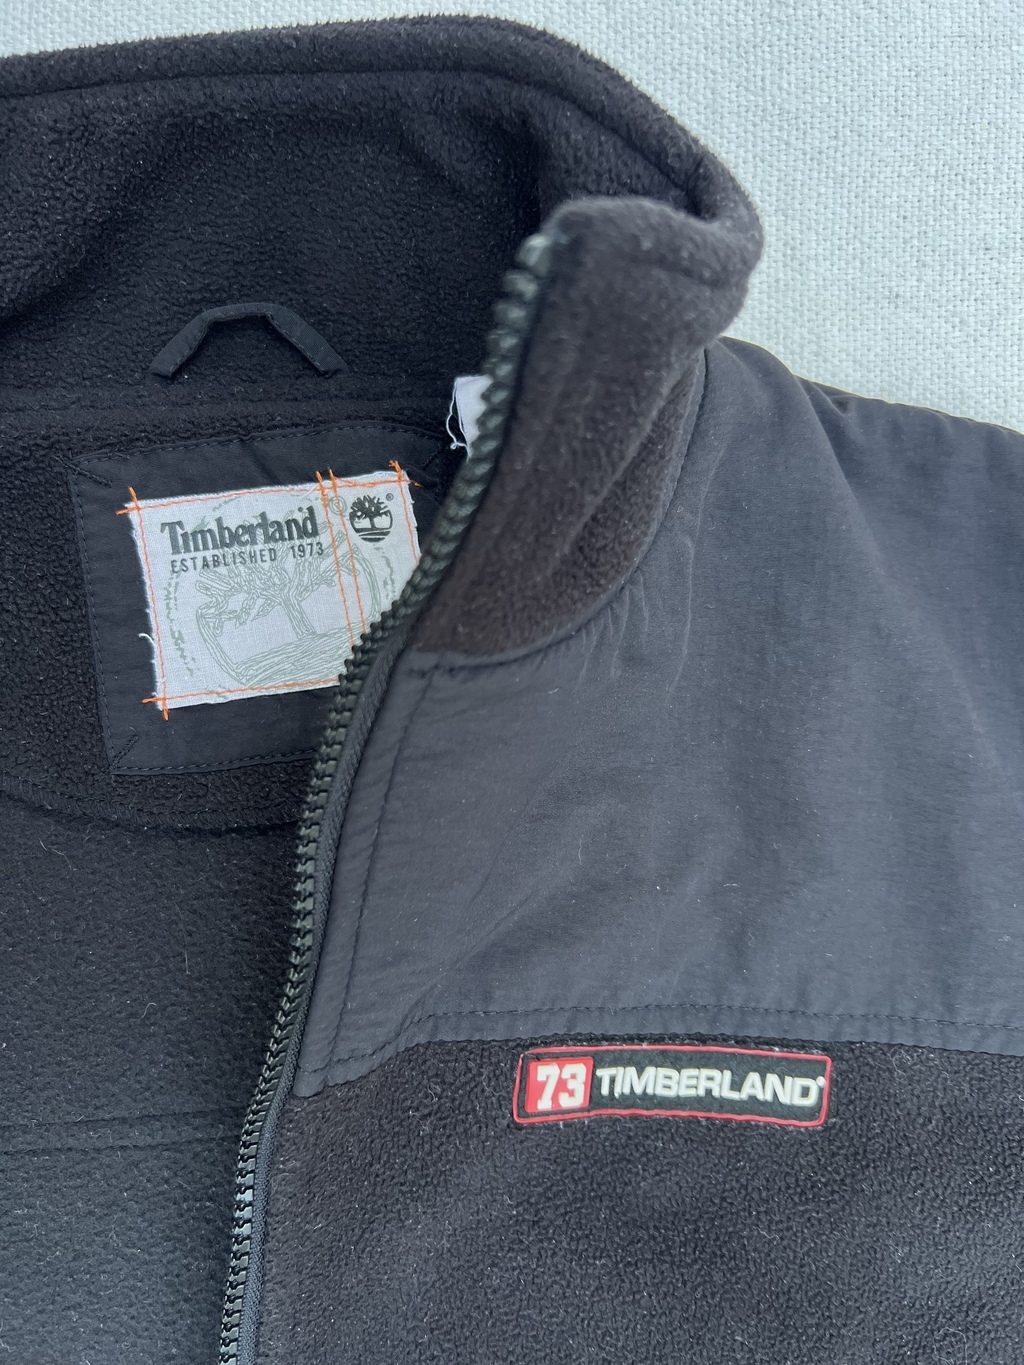 Timberland ®
ESTABLISHED 1973
73 TIMBERLAND®